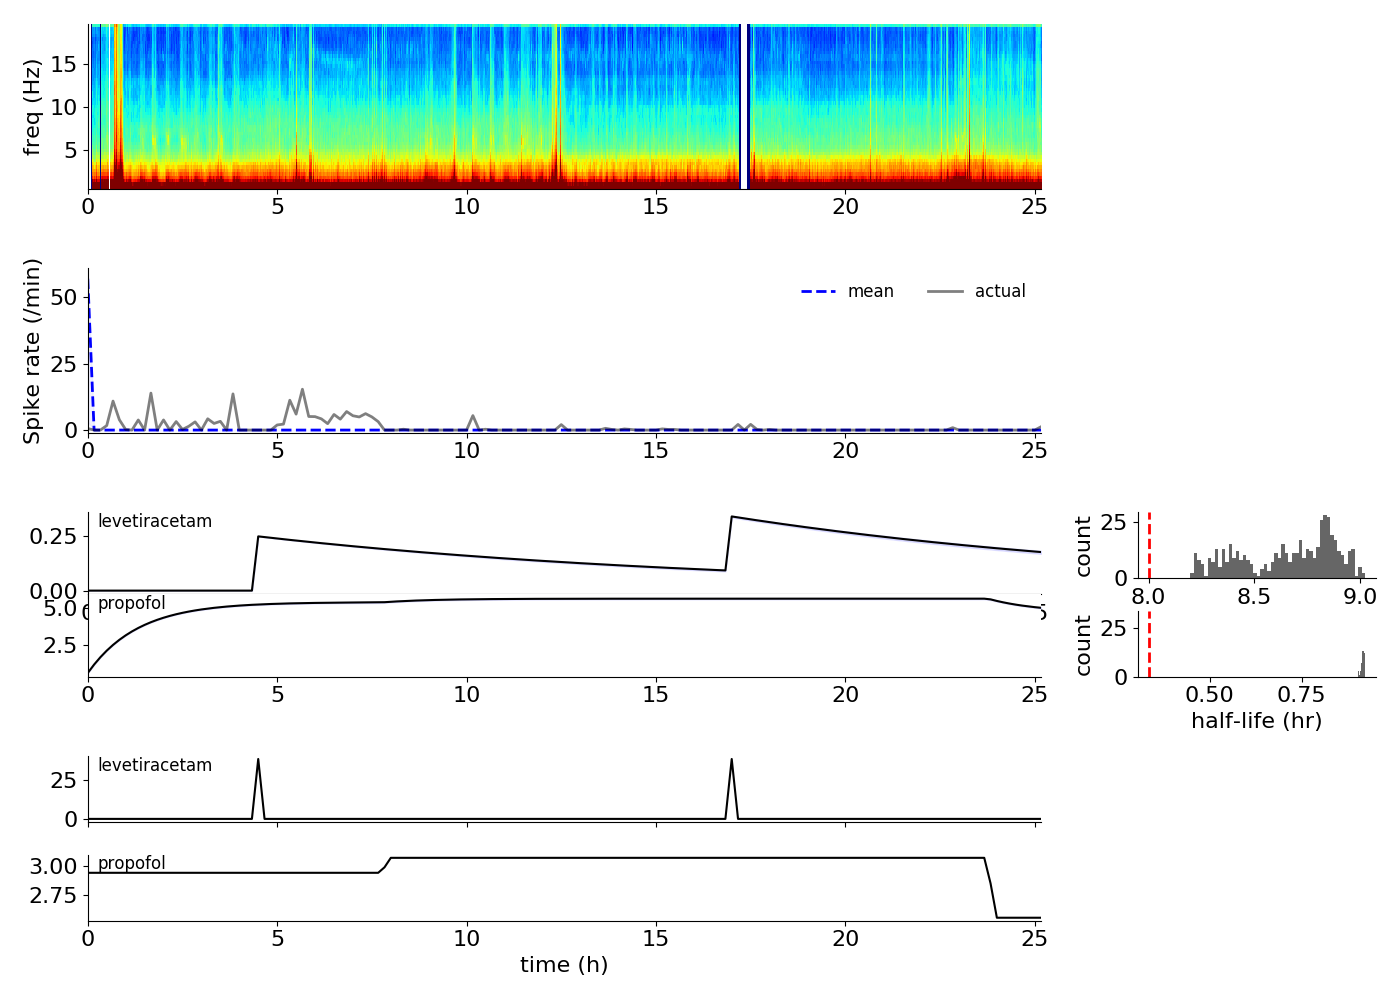 freq (Hz)
15
10
5
0 5 10 15 20 25
Spike rate (/min)
50
25
0
mean actual
0 5 10 15 20 25
levetiracetam
0.25
0.00
count
25
0
8.0 8.5 9.0
propofol
5.0
2.5
0 5 10 15 20 25
count
25
0
0.50 0.75
half-life (hr)
levetiracetam
25
0
propofol
3.00
2.75
0 5 10 15 20 25
time (h)